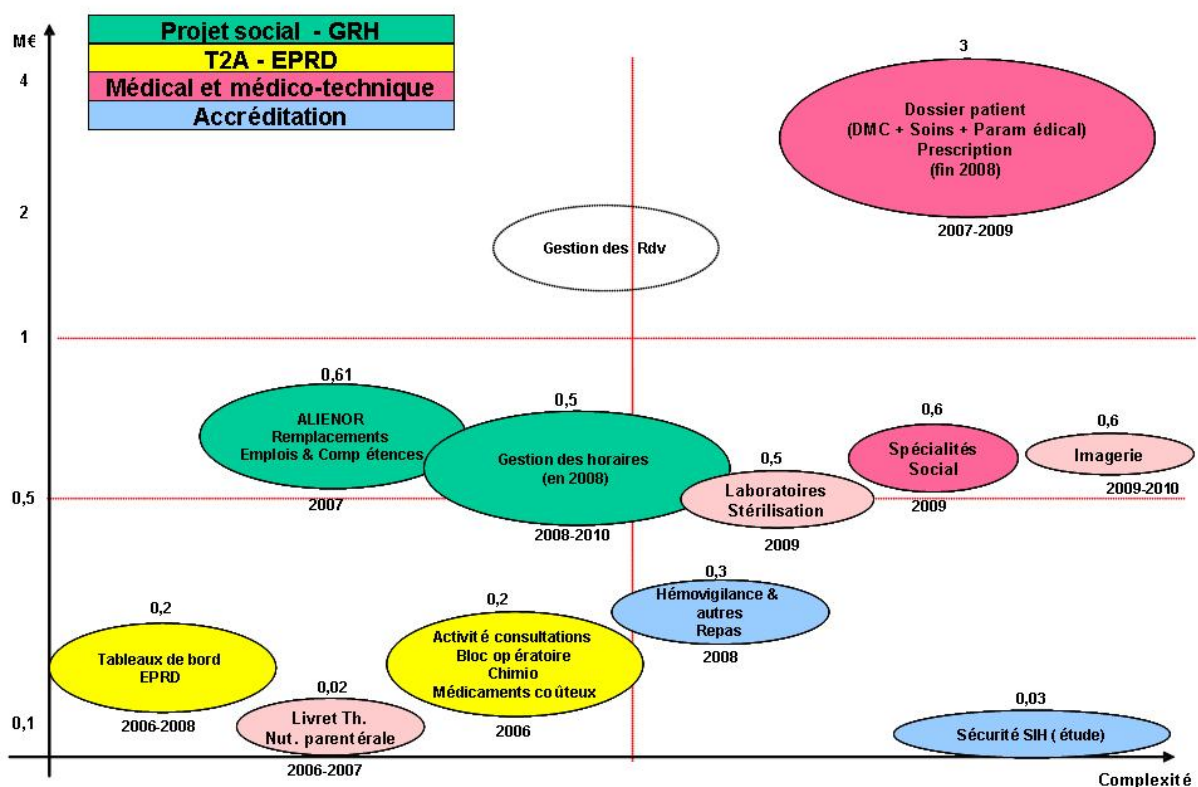 M€
Projet social - GRH
T2A - EPRD
Médical et médico-technique
Accréditation
4
3
Dossier patient
(DMC + Soins + Param édical)
Prescription
(fin 2008)
2007-2009
2
Gestion des Rdv
1
0,61
ALIENOR
Remplacements
Emplois & Comp étences
2007
0,5
Gestion des horaires
(en 2008)
2008-2010
0,5
Laboratoires
Stérilisation
2009
0,6
Spécialités
Social
2009
0,6
Imagerie
2009-2010
0,5
0,2
Tableaux de bord
EPRD
2006-2008
0,02
Livret Th.
Nut. parentérale
2006-2007
0,2
Activité consultations
Bloc op ératoire
Chimio
Médicaments coûteux
2006
0,3
Hémovigilance &
autres
Repas
2008
0,03
Sécurité SIH ( étude)
0,1
Complexité